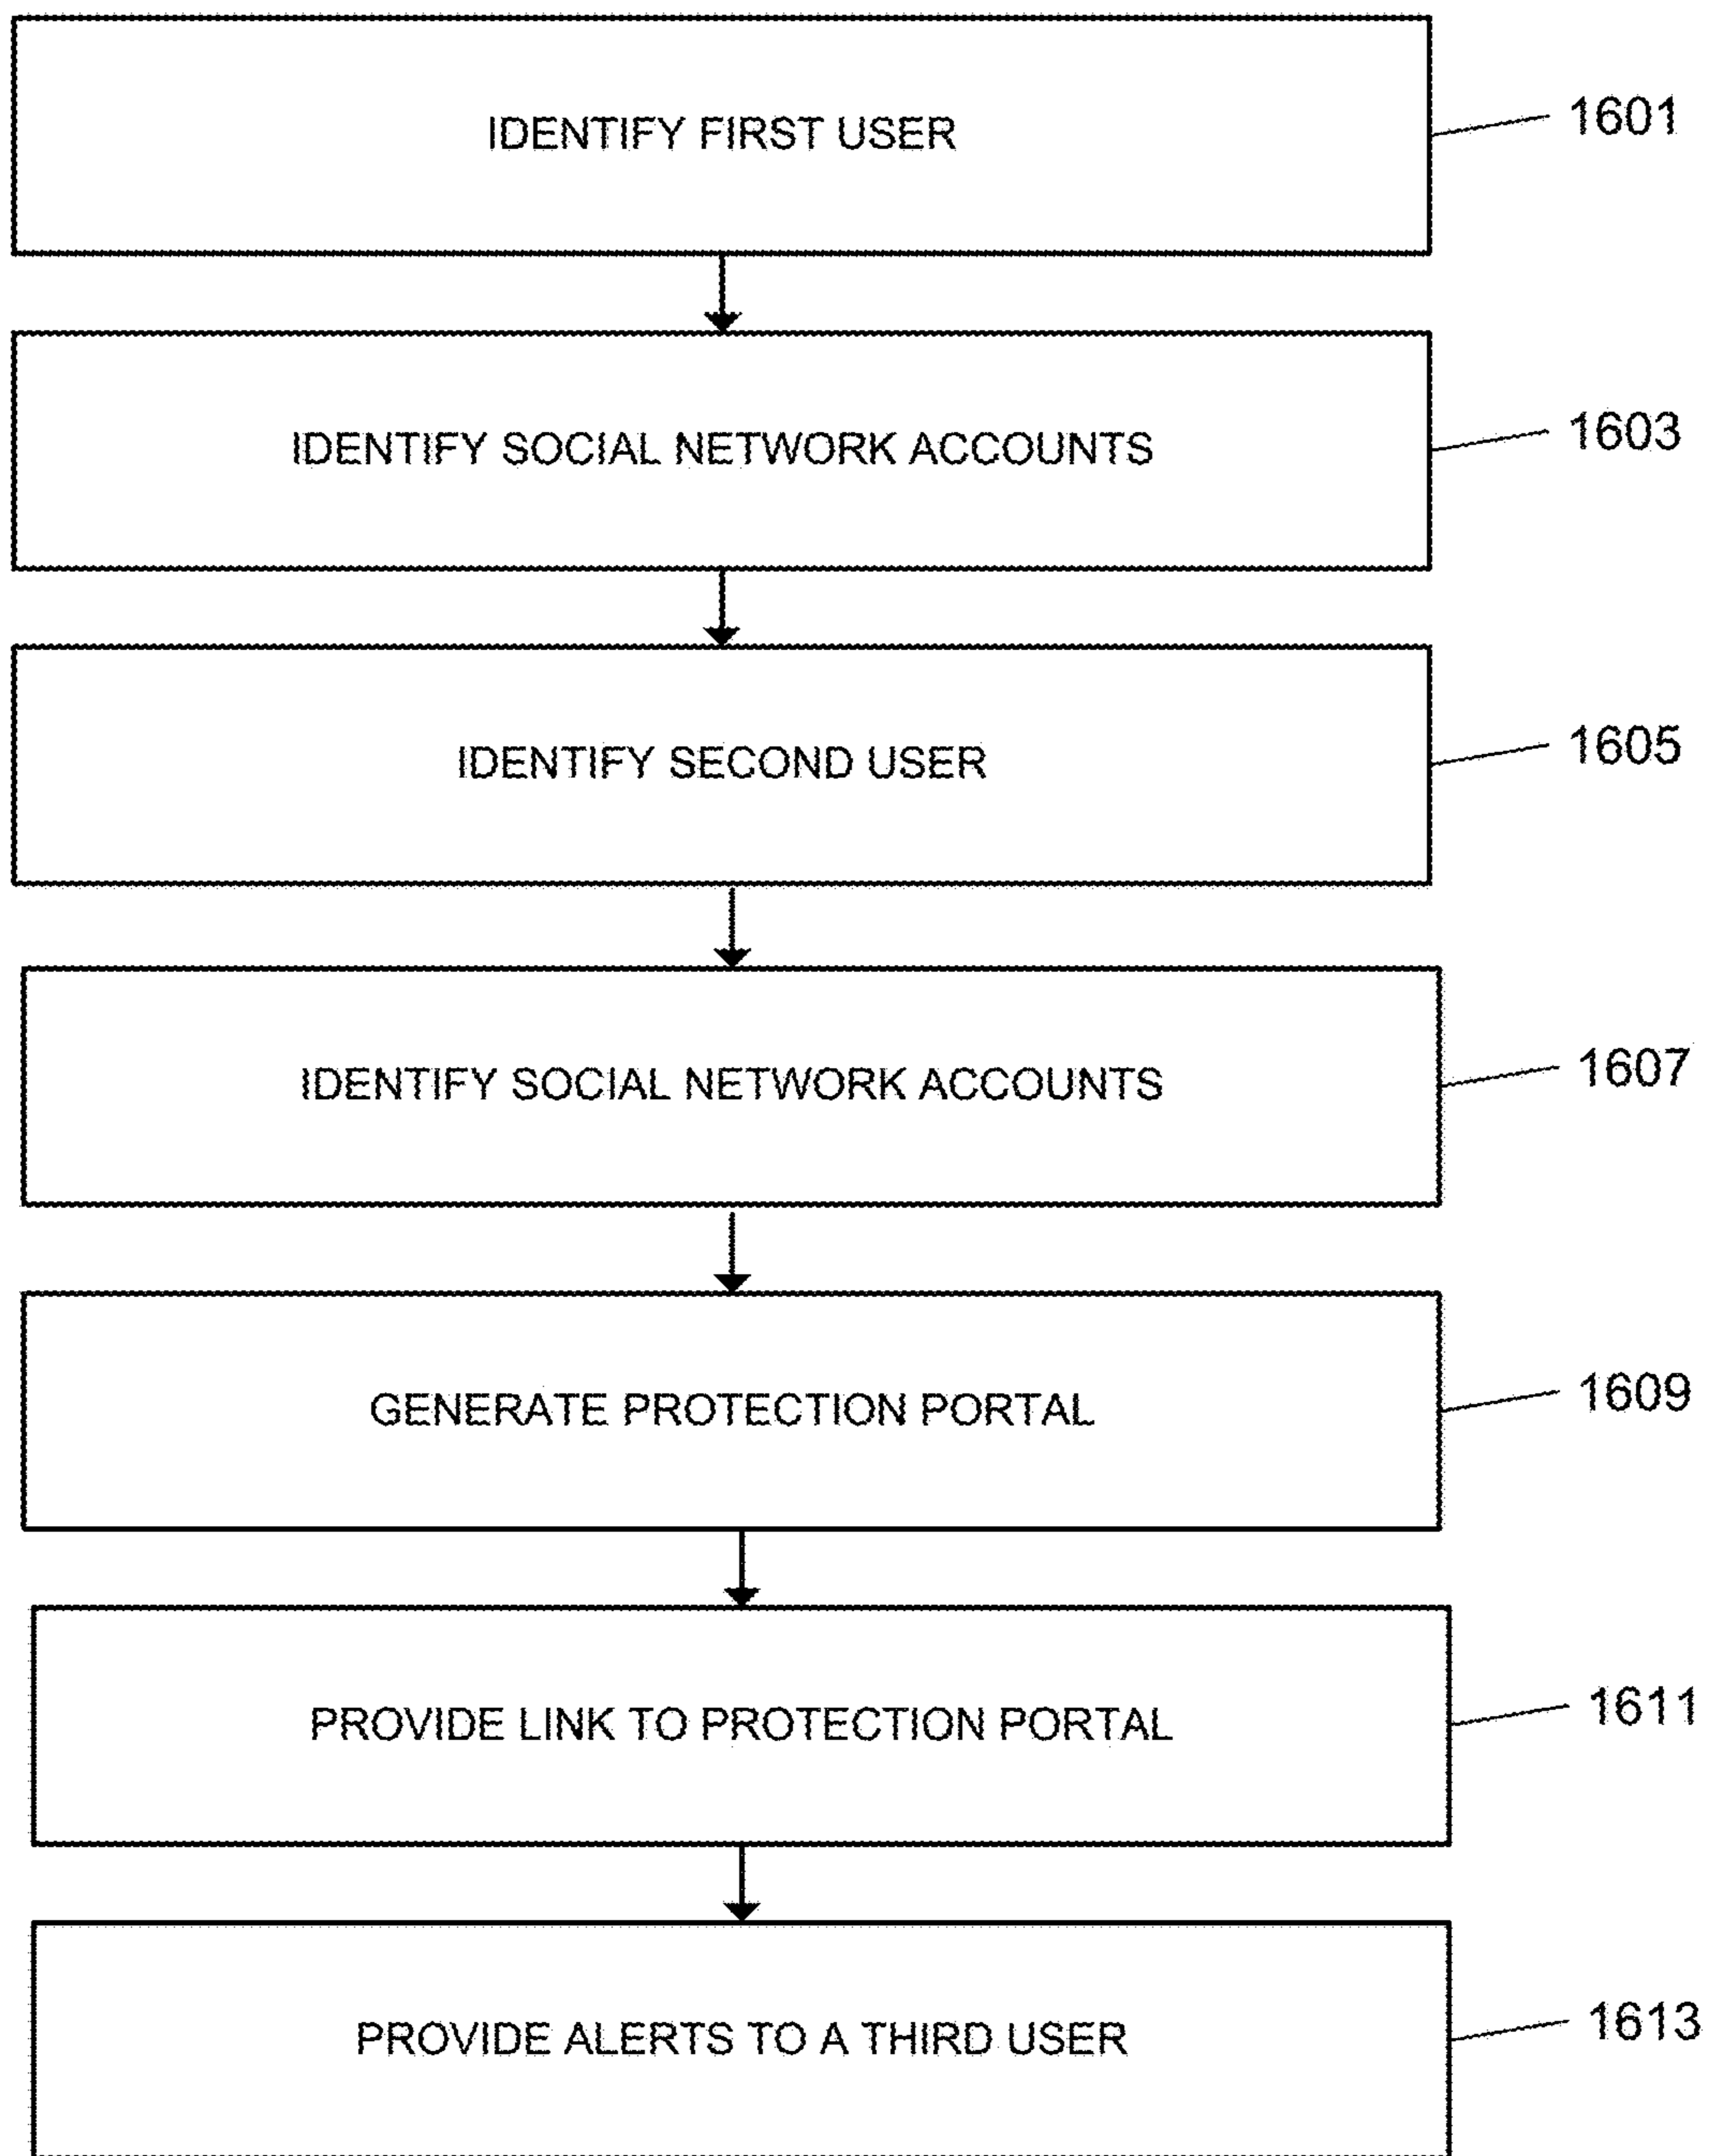 IDENTIFY FIRST USER
1601
IDENTIFY SOCIAL NETWORK ACCOUNTS
1603
IDENTIFY SECOND USER
1605
IDENTIFY SOCIAL NETWORK ACCOUNTS
1607
GENERATE PROTECTION PORTAL
1609
PROVIDE LINK TO PROTECTION PORTAL
1611
PROVIDE ALERTS TO A THIRD USER
1613